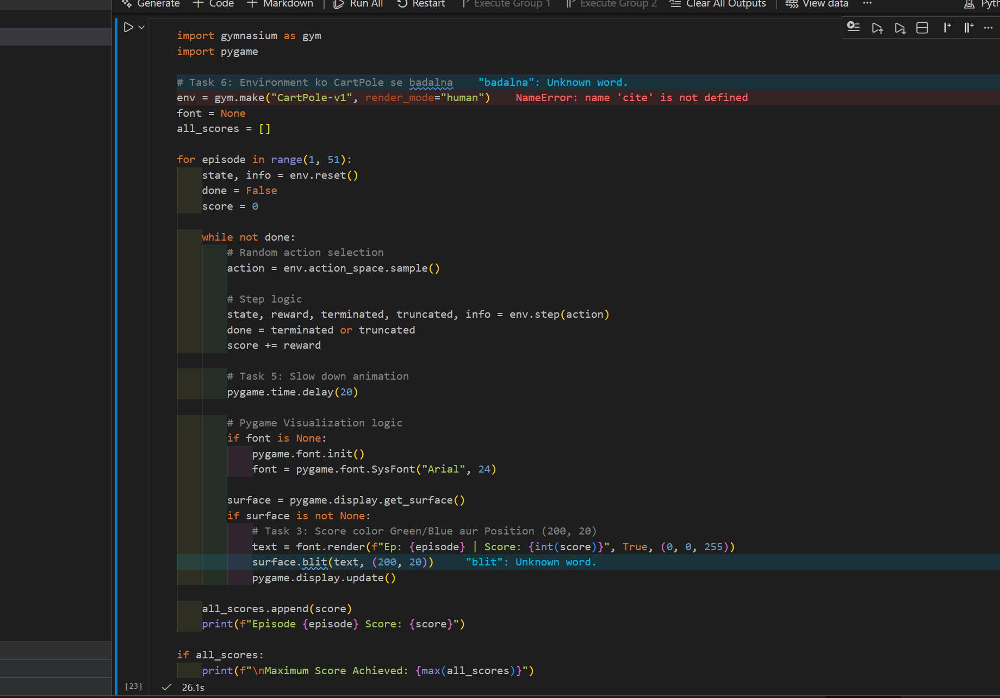 Generate + Code + Markdown | Run All Restart Execute Group 1 Execute Group 2 Clear All Outputs | View data ...
import gymnasium as gym
import pygame
# Task 6: Environment ko CartPole se badalna "badalna": Unknown word.
env = gym.make("CartPole-v1", render_mode="human") NameError: name 'cite' is not defined
font = None
all_scores = []
for episode in range(1, 51):
state, info = env.reset()
done = False
score = 0
while not done:
# Random action selection
action = env.action_space.sample()
# Step logic
state, reward, terminated, truncated, info = env.step(action)
done = terminated or truncated
score += reward
# Task 5: Slow down animation
pygame.time.delay(20)
# Pygame Visualization logic
if font is None:
pygame.font.init()
font = pygame.font.SysFont("Arial", 24)
surface = pygame.display.get_surface()
if surface is not None:
# Task 3: Score color Green/Blue aur Position (200, 20)
text = font.render(f"Ep: {episode} | Score: {int(score)}", True, (0, 0, 255))
surface.blit(text, (200, 20)) "blit": Unknown word.
pygame.display.update()
all_scores.append(score)
print(f"Episode {episode} Score: {score}")
if all_scores:
print(f"\nMaximum Score Achieved: {max(all_scores)}")
[23] ✓ 26.1s